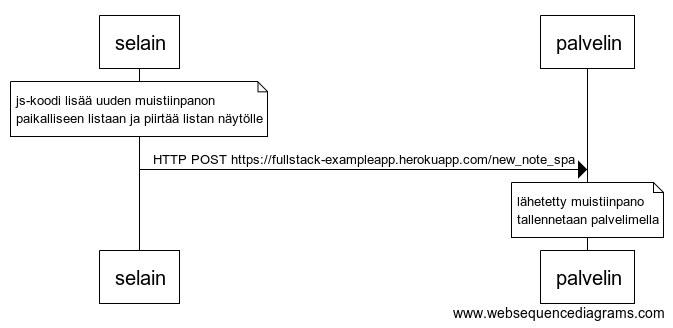 selain
palvelin
js-koodi lisää uuden muistiinpanon
paikalliseen listaan ja piirtää listan näytölle
HTTP POST https://fullstack-exampleapp.herokuapp.com/new_note_spa
lähetetty muistiinpano
tallennetaan palvelimella
selain
palvelin
www.websequencediagrams.com